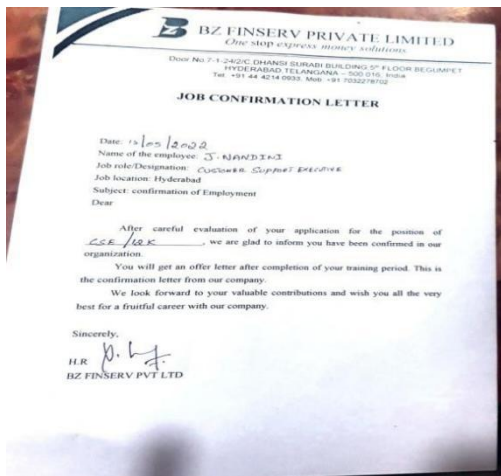 BZ FINSERV PRIVATE LIMITED
One stop express money solutions.
Door No.7-1-24/2/C,DHANSI SURABI BUILDING,5th FLOOR,BEGUMPET
HYDERABAD,TELANGANA – 500 016, India
Tel. +91 44 4214 0933, Mob. +91 7032278702
JOB CONFIRMATION LETTER
Date: /05/2022
Name of the employee: J. NANDINI
Job role/Designation: CUSTOMER SUPPORT EXECUTIVE
Job location: Hyderabad
Subject: confirmation of Employment
Dear
After careful evaluation of your application for the position of
CSE / , we are glad to inform you have been confirmed in our
organization.
You will get an offer letter after completion of your training period. This is
the confirmation letter from our company.
We look forward to your valuable contributions and wish you all the very
best for a fruitful career with our company.
Sincerely,
H.R
BZ FINSERV PVT LTD